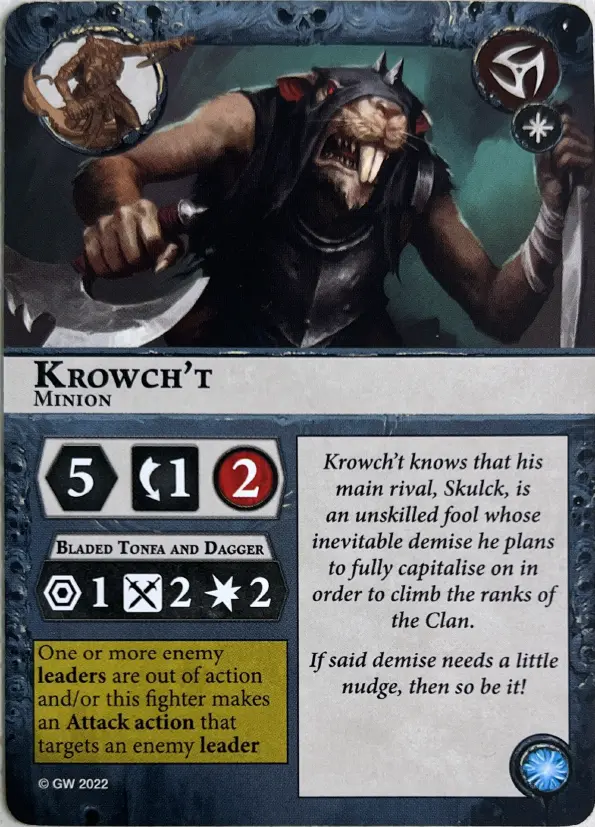 Krowch't
Minion
5 1 2
Bladed Tonfa and Dagger
1 2 2
One or more enemy
leaders are out of action
and/or this fighter makes
an Attack action that
targets an enemy leader
© GW 2022
Krowch't knows that his
main rival, Skulck, is
an unskilled fool whose
inevitable demise he plans
to fully capitalise on in
order to climb the ranks of
the Clan.
If said demise needs a little
nudge, then so be it!